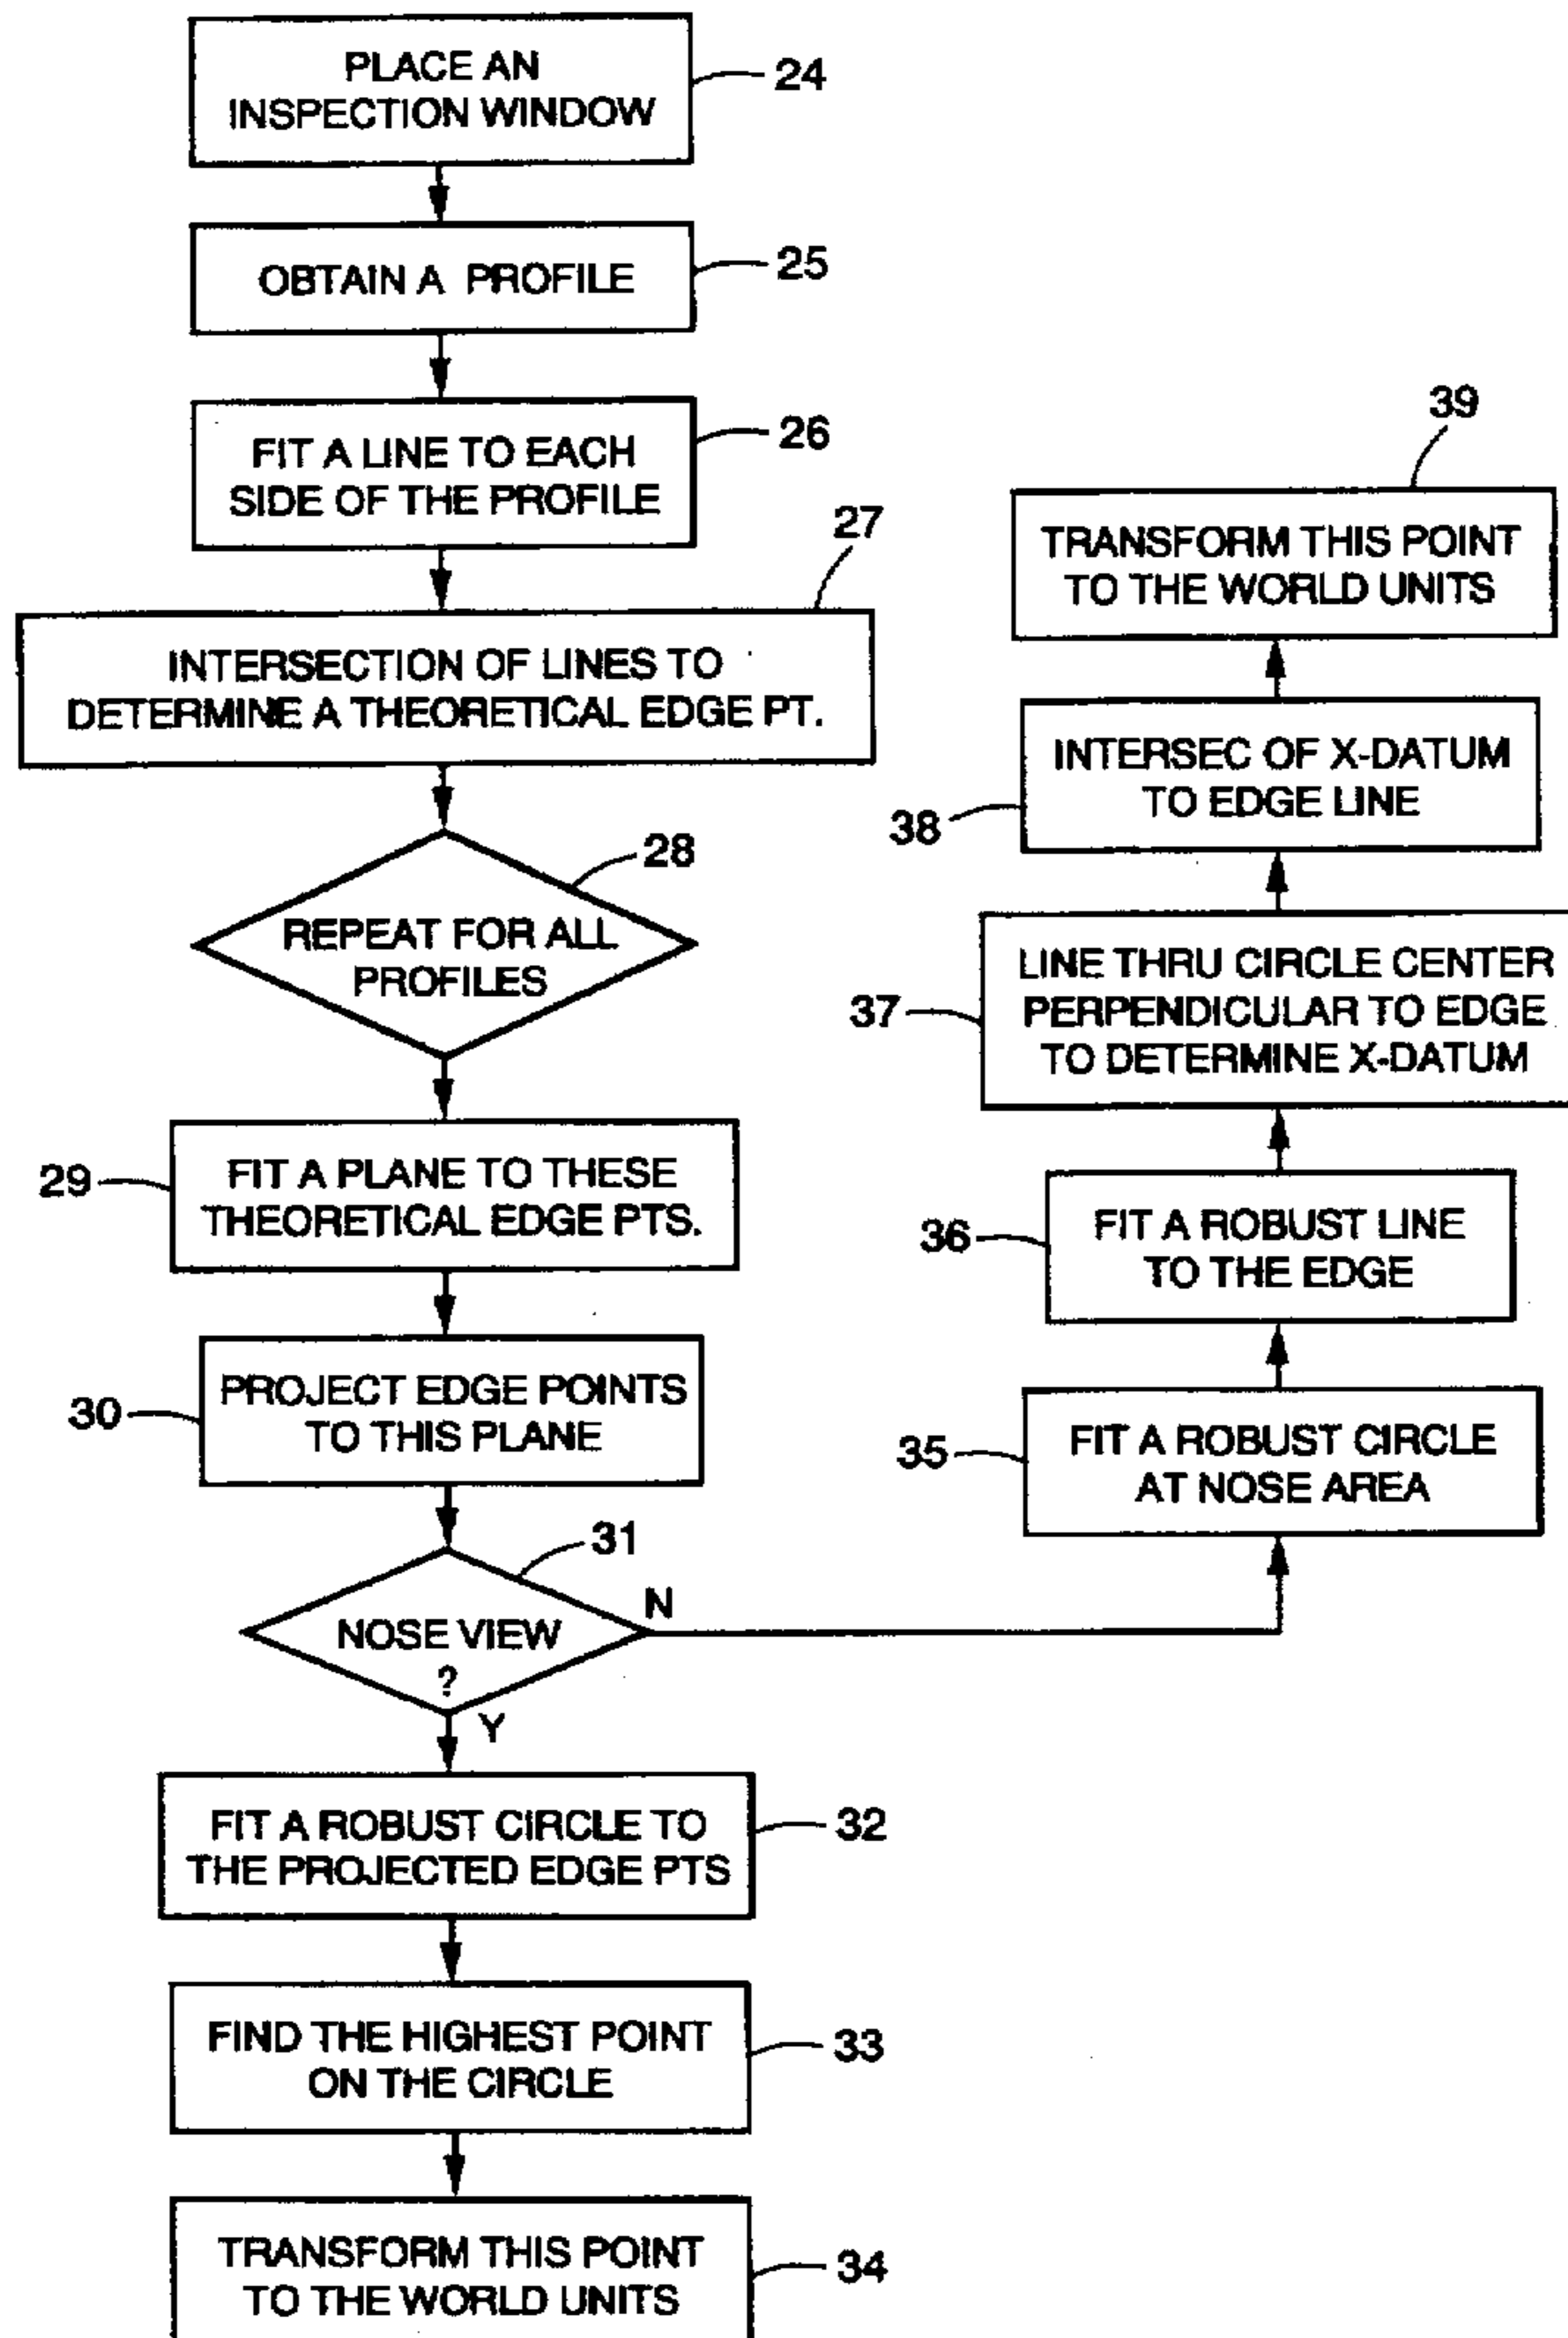 PLACE AN
INSPECTION WINDOW
24
OBTAIN A PROFILE
25
FIT A LINE TO EACH
SIDE OF THE PROFILE
26
INTERSECTION OF LINES TO
DETERMINE A THEORETICAL EDGE PT.
27
REPEAT FOR ALL
PROFILES
28
FIT A PLANE TO THESE
THEORETICAL EDGE PTS.
29
PROJECT EDGE POINTS
TO THIS PLANE
30
NOSE VIEW
?
31
N
Y
FIT A ROBUST CIRCLE TO
THE PROJECTED EDGE PTS
32
FIND THE HIGHEST POINT
ON THE CIRCLE
33
TRANSFORM THIS POINT
TO THE WORLD UNITS
34
39
TRANSFORM THIS POINT
TO THE WORLD UNITS
INTERSEC OF X-DATUM
TO EDGE LINE
38
LINE THRU CIRCLE CENTER
PERPENDICULAR TO EDGE
TO DETERMINE X-DATUM
37
FIT A ROBUST LINE
TO THE EDGE
36
FIT A ROBUST CIRCLE
AT NOSE AREA
35